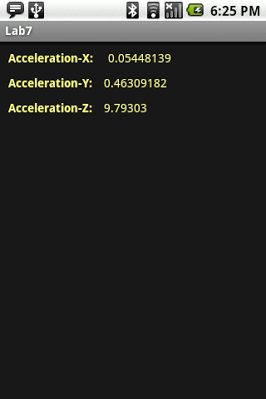 6:25 PM
Lab7
Acceleration-X: 0.05448139
Acceleration-Y: 0.46309182
Acceleration-Z: 9.79303